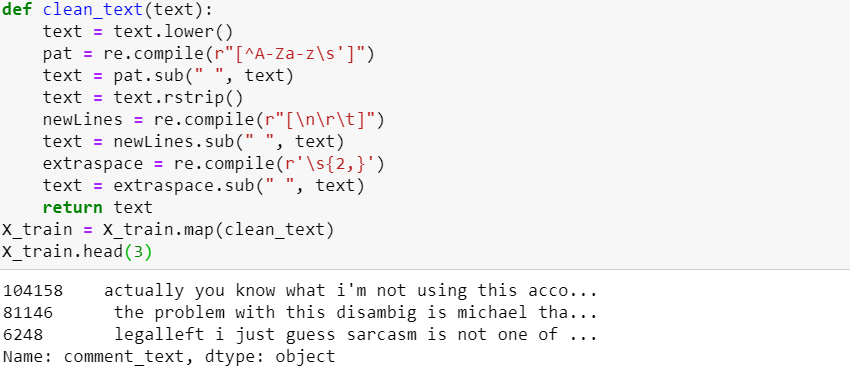 def clean_text(text):
    text = text.lower()
    pat = re.compile(r"[^A-Za-z\s']")
    text = pat.sub(" ", text)
    text = text.rstrip()
    newLines = re.compile(r"[\n\r\t]")
    text = newLines.sub(" ", text)
    extraspace = re.compile(r'\s{2,}')
    text = extraspace.sub(" ", text)
    return text
X_train = X_train.map(clean_text)
X_train.head(3)
104158    actually you know what i'm not using this acco...
81146      the problem with this disambig is michael tha...
6248       legalleft i just guess sarcasm is not one of ...
Name: comment_text, dtype: object